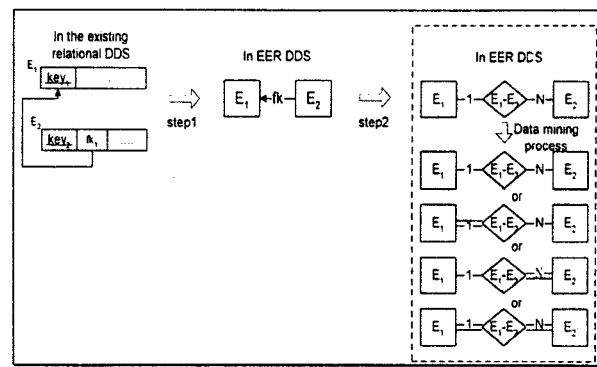 In the existing
relational DDS
E₁
key₁
E₂
key₂ fk₁ ....
step1
In EER DDS
E₁ fk E₂
step2
In EER DDS
E₁ 1 E₁-E₂ N E₂
Data mining
process
E₁ 1 E₁-E₂ N E₂
or
E₁ 1 E₁-E₂ N E₂
or
E₁ 1 E₁-E₂ N E₂
or
E₁ 1 E₁-E₂ N E₂